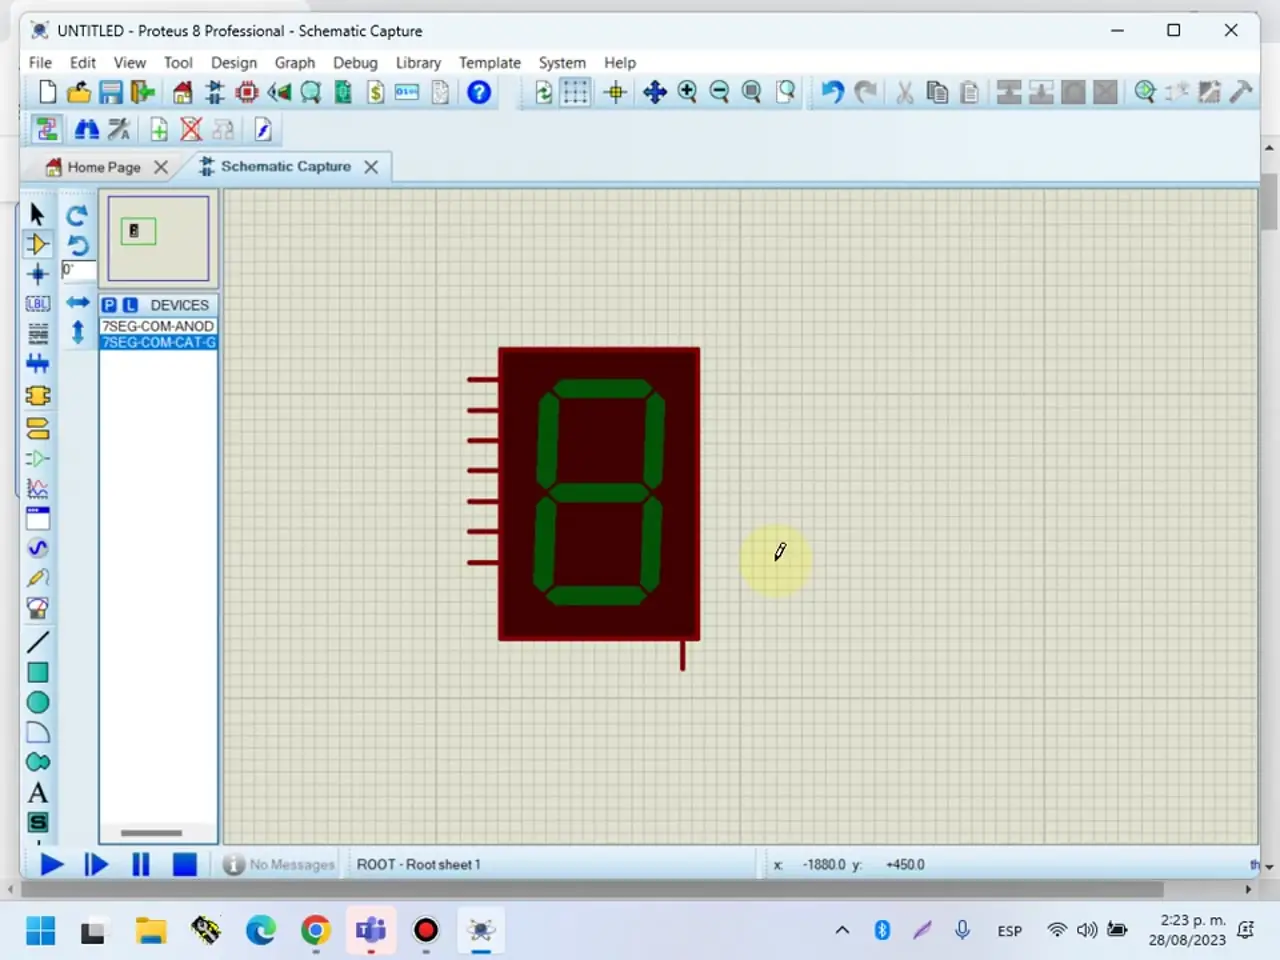 UNTITLED - Proteus 8 Professional - Schematic Capture
File Edit View Tool Design Graph Debug Library Template System Help
Home Page Schematic Capture
0°
P L DEVICES
7SEG-COM-ANOD
7SEG-COM-CAT-G
LBL
A
S
No Messages ROOT - Root sheet 1 x: -1880.0 y: +450.0 th
ESP 2:23 p. m.
28/08/2023